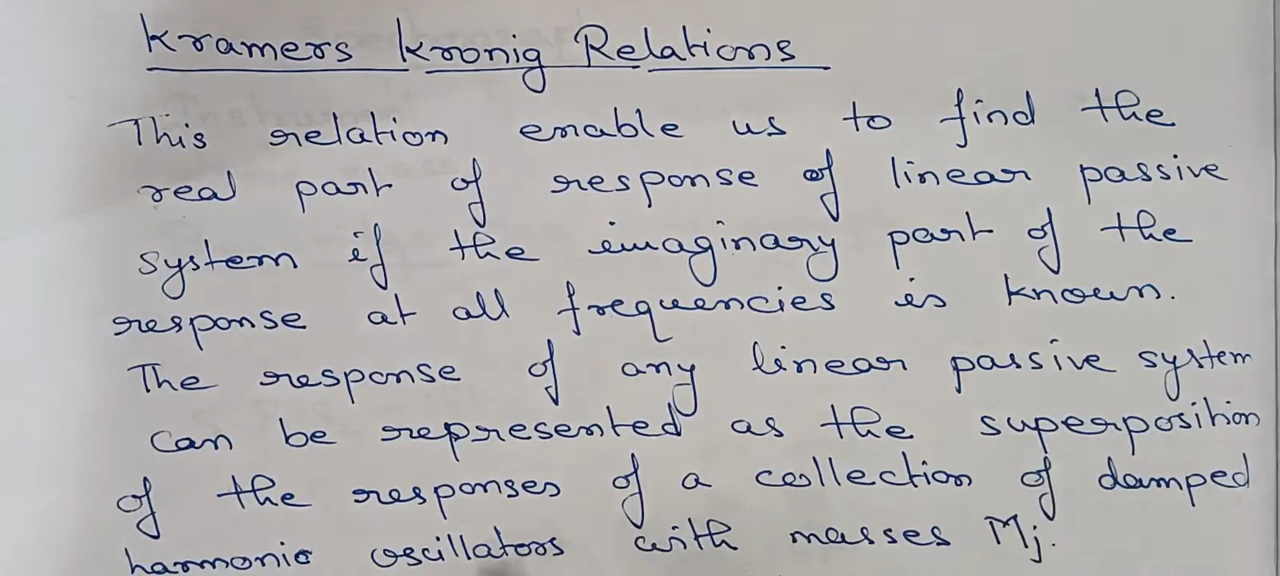 Kramers Kronig Relations
This relation enable us to find the
real part of response of linear passive
system if the imaginary part of the
response at all frequencies is known.
The response of any linear passive system
can be represented as the superposition
of the responses of a collection of damped
harmonic oscillators with masses Mj.